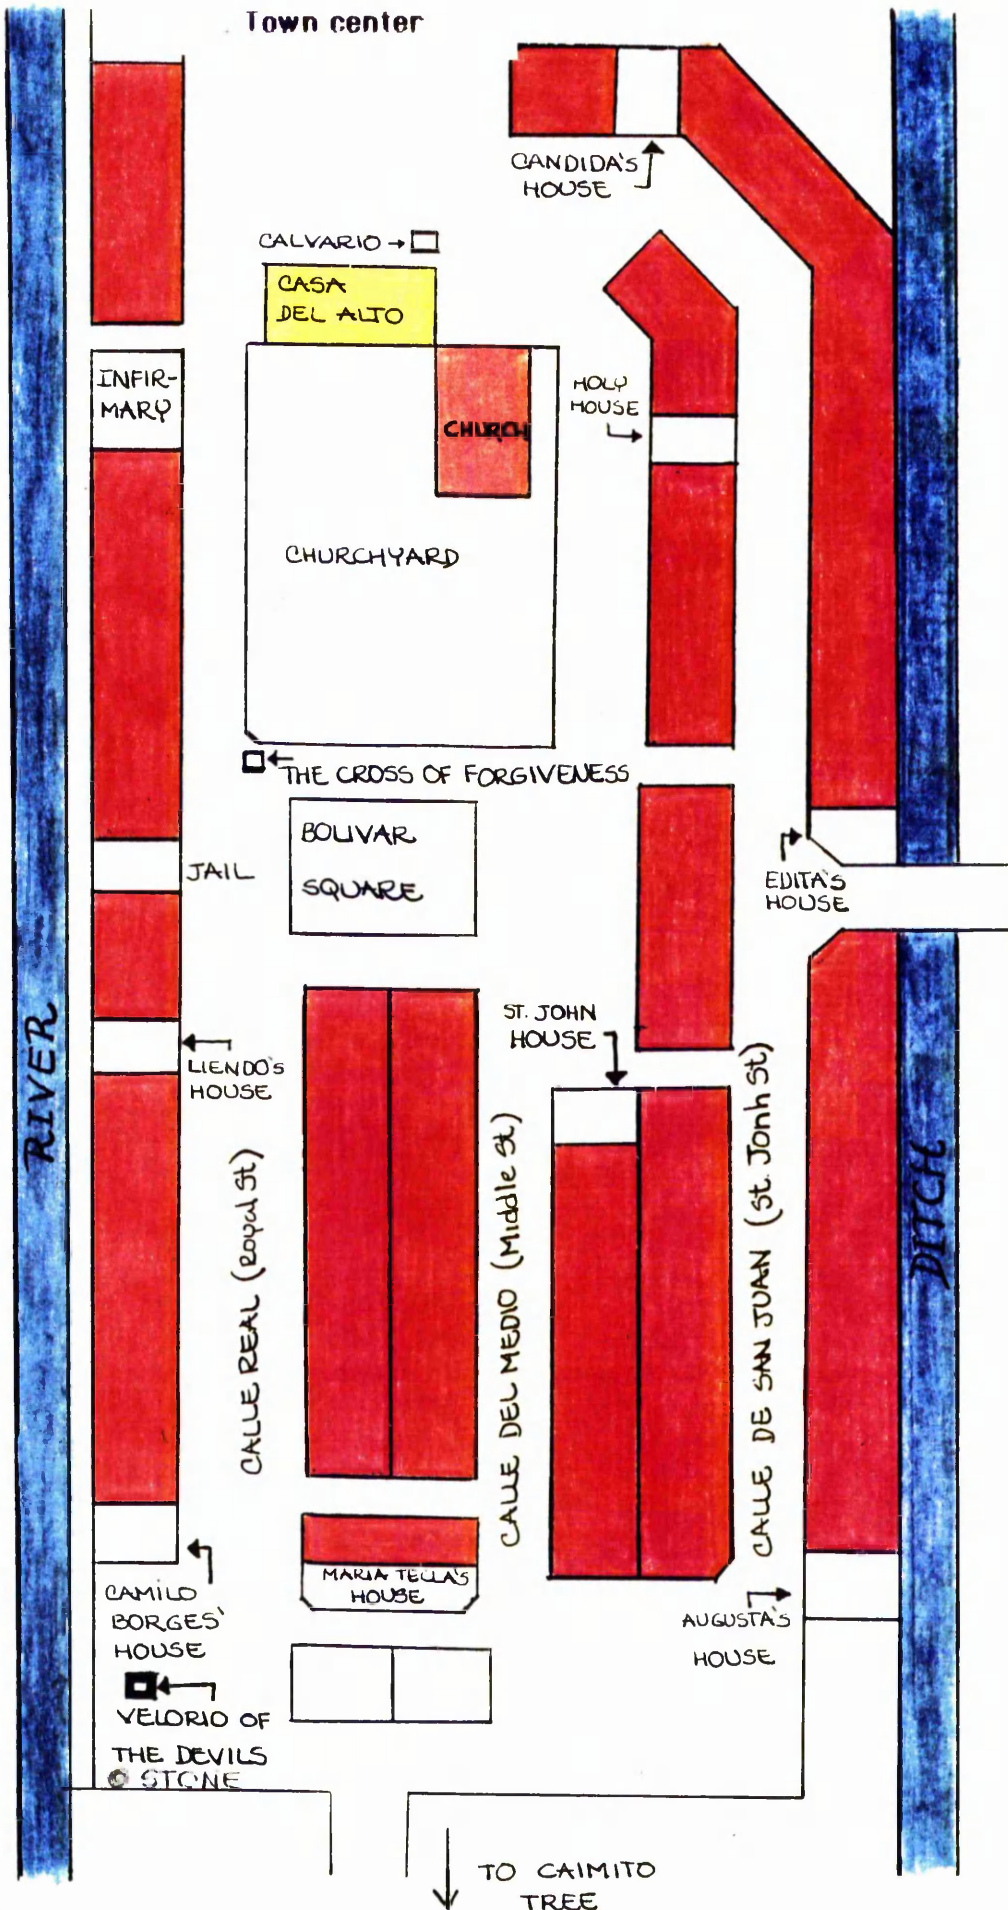 Town center
CANDIDA'S
HOUSE
CALVARIO
CASA
DEL ALTO
INFIR-
MARY
HOLY
HOUSE
CHURCH
CHURCHYARD
THE CROSS OF FORGIVENESS
BOLIVAR
SQUARE
JAIL
EDITA'S
HOUSE
ST. JOHN
HOUSE
LIENDO'S
HOUSE
RIVER
CALLE REAL (Royal St)
CALLE DEL MEDIO (Middle St)
CALLE DE SAN JUAN (St. Jonh St)
DITCH
MARIA TELLA'S
HOUSE
CAMILO
BORGES'
HOUSE
AUGUSTA'S
HOUSE
VELORIO OF
THE DEVILS
STONE
TO CAIMITO
TREE